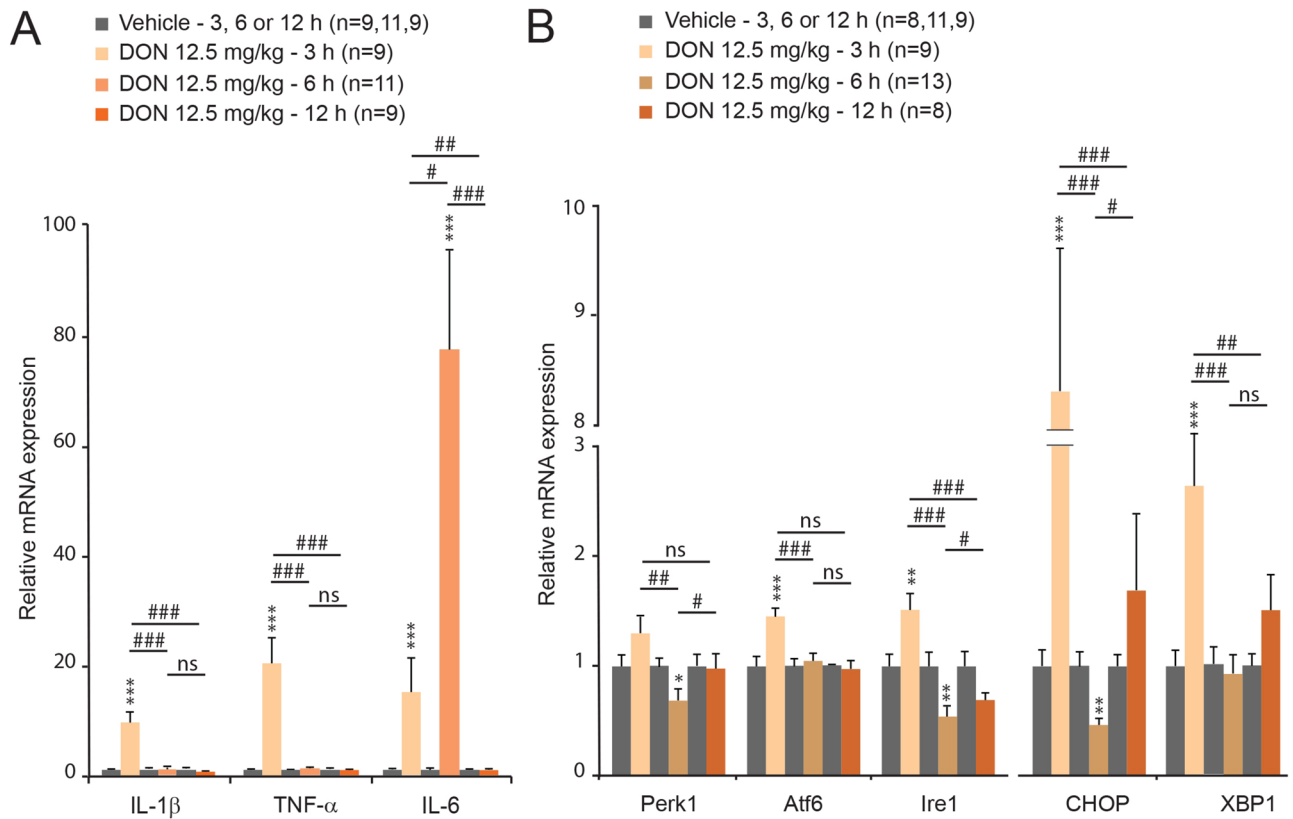 A
Vehicle - 3, 6 or 12 h (n=9,11,9)
DON 12.5 mg/kg - 3 h (n=9)
DON 12.5 mg/kg - 6 h (n=11)
DON 12.5 mg/kg - 12 h (n=9)
Relative mRNA expression
100
80
60
40
20
0
###
###
ns
***
###
###
ns
***
##
#
###
***
***
IL-1β
TNF-α
IL-6
B
Vehicle - 3, 6 or 12 h (n=8,11,9)
DON 12.5 mg/kg - 3 h (n=9)
DON 12.5 mg/kg - 6 h (n=13)
DON 12.5 mg/kg - 12 h (n=8)
Relative mRNA expression
10
9
8
3
2
1
0
ns
##
#
*
ns
###
ns
***
###
###
#
**
**
###
###
#
***
**
##
###
ns
***
Perk1
Atf6
Ire1
CHOP
XBP1